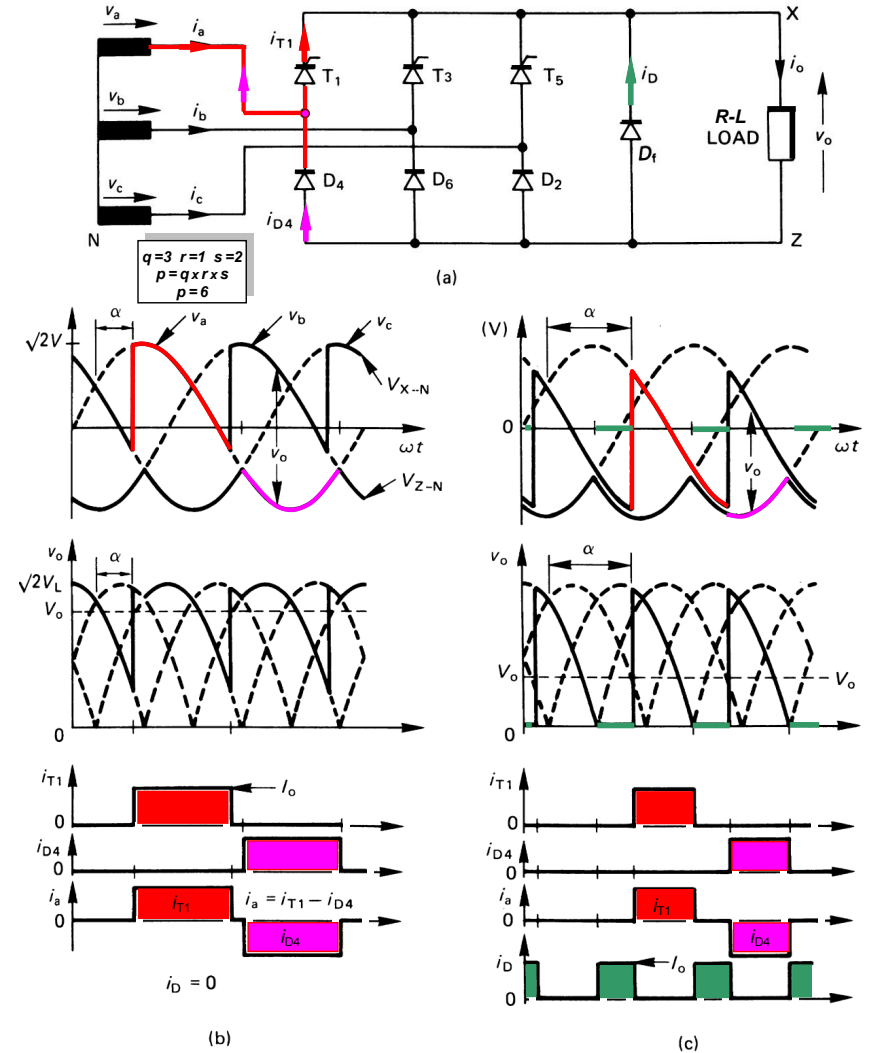 v_a
i_a
i_T1
X
T_1
T_3
T_5
i_D
i_o
v_b
i_b
R-L
LOAD
v_o
D_f
v_c
i_c
D_4
D_6
D_2
i_D4
N
Z
q=3 r=1 s=2
p=q x r x s
p=6
(a)
α
v_a
v_b
v_c
√2V
V_X-N
ωt
v_o
V_Z-N
(V)
α
0
ωt
v_o
v_o
α
√2V_L
V_o
0
v_o
α
V_o
V_o
0
i_T1
I_o
0
i_D4
0
i_a
0
i_T1
i_a = i_T1 − i_D4
i_D4
i_D = 0
(b)
i_T1
0
i_D4
0
i_a
0
i_T1
i_D4
i_D
I_o
0
(c)